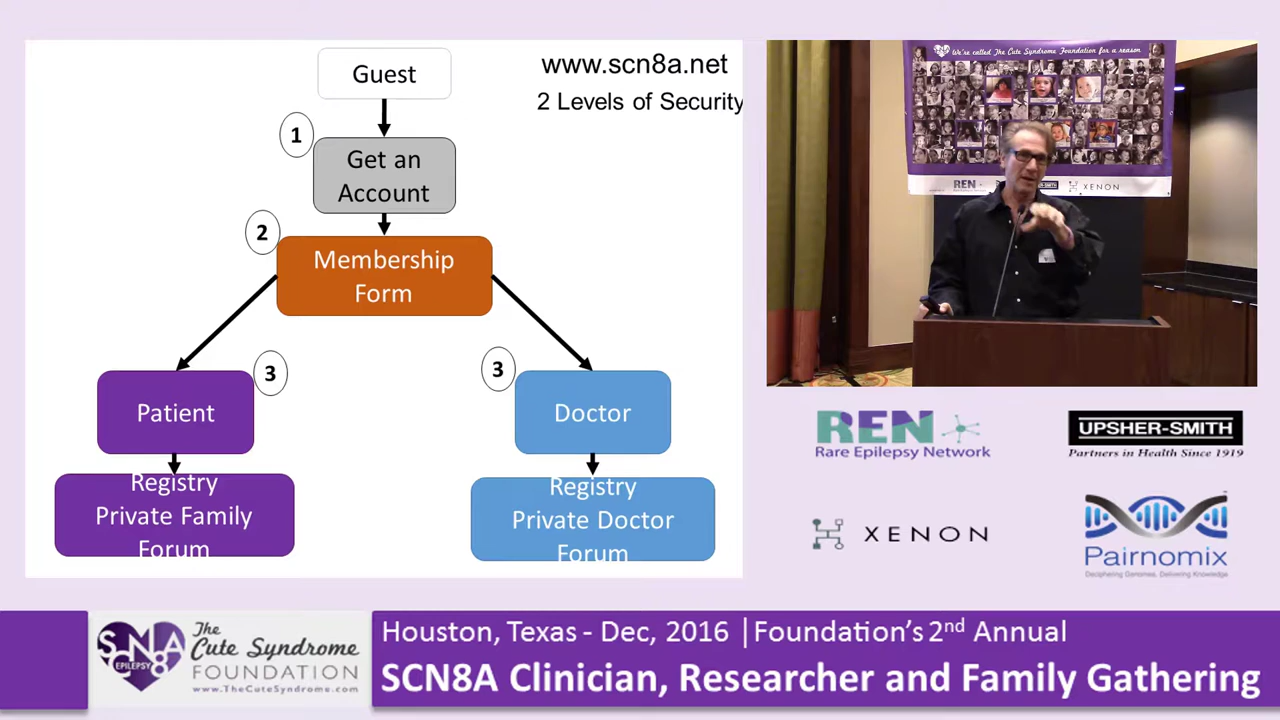 Guest
www.scn8a.net
2 Levels of Security
1
Get an
Account
2
Membership
Form
3
3
Patient
Doctor
Registry
Private Family
Forum
Registry
Private Doctor
Forum
We're called The Cute Syndrome Foundation for a reason
REN
XENON
REN
Rare Epilepsy Network
UPSHER-SMITH
Partners in Health Since 1919
XENON
Pairnomix
Deciphering Genomes, Delivering Knowledge
SCN8A
EPILEPSY
The
Cute Syndrome
FOUNDATION
www.TheCuteSyndrome.com
Houston, Texas - Dec, 2016 | Foundation's 2nd Annual
SCN8A Clinician, Researcher and Family Gathering